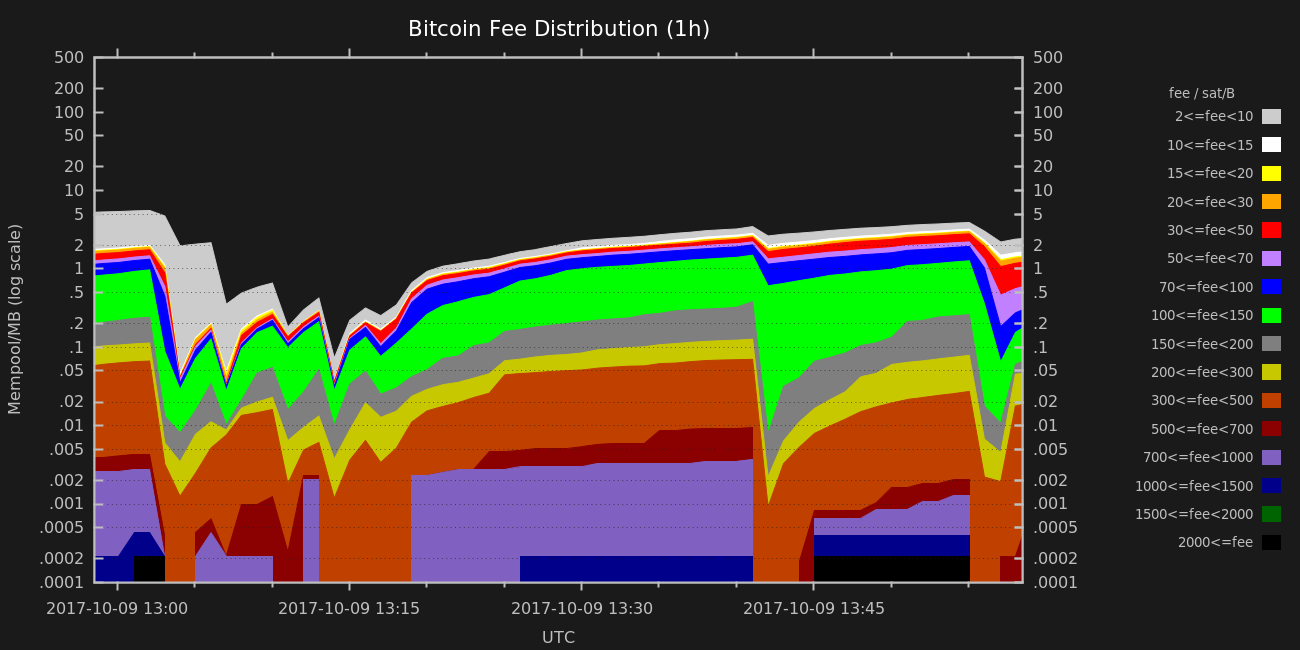 Bitcoin Fee Distribution (1h)
Mempool/MB (log scale)
500
200
100
50
20
10
5
2
1
.5
.2
.1
.05
.02
.01
.005
.002
.001
.0005
.0002
.0001
500
200
100
50
20
10
5
2
1
.5
.2
.1
.05
.02
.01
.005
.002
.001
.0005
.0002
.0001
2017-10-09 13:00
2017-10-09 13:15
2017-10-09 13:30
2017-10-09 13:45
UTC
fee / sat/B
2<=fee<10
10<=fee<15
15<=fee<20
20<=fee<30
30<=fee<50
50<=fee<70
70<=fee<100
100<=fee<150
150<=fee<200
200<=fee<300
300<=fee<500
500<=fee<700
700<=fee<1000
1000<=fee<1500
1500<=fee<2000
2000<=fee